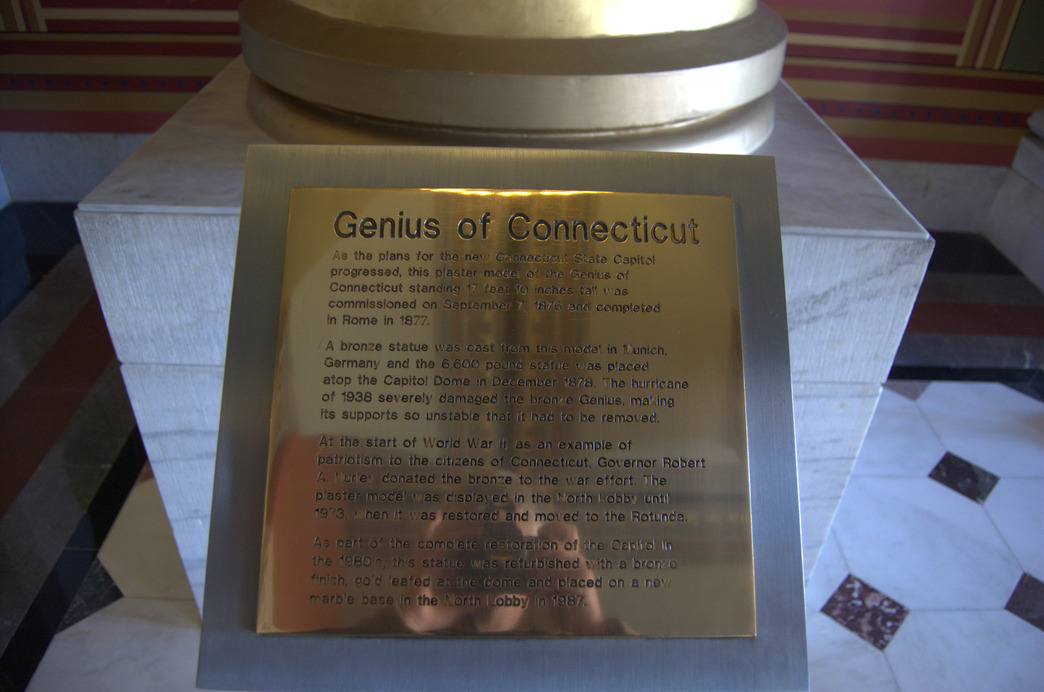 Genius of Connecticut
As the plans for the new Connecticut State Capitol
progressed, this plaster model of the Genius of
Connecticut standing 17 feet 10 inches tall was
commissioned on September 7, 1876 and completed
in Rome in 1877.
A bronze statue was cast from this model in Munich,
Germany and the 6,600 pound statue was placed
atop the Capitol Dome in December 1878. The hurricane
of 1938 severely damaged the bronze Genius, making
its supports so unstable that it had to be removed.
At the start of World War II, as an example of
patriotism to the citizens of Connecticut, Governor Robert
A. Hurley donated the bronze to the war effort. The
plaster model was displayed in the North Lobby until
1973, when it was restored and moved to the Rotunda.
As part of the complete restoration of the Capitol in
the 1980's, this statue was refurbished with a bronze
finish, gold leafed at the dome and placed on a new
marble base in the North Lobby in 1987.